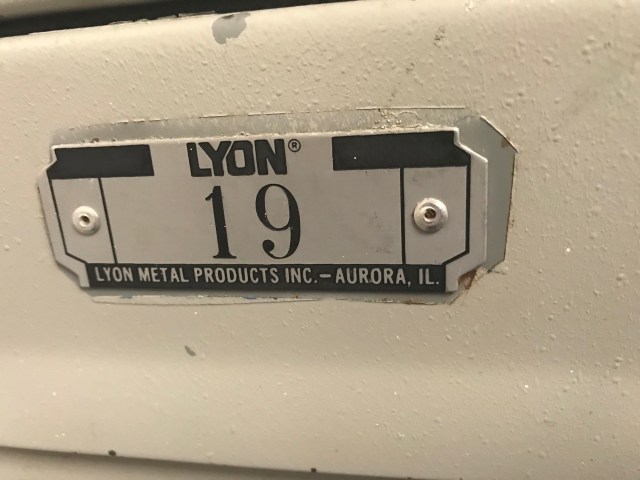 LYON®
19
LYON METAL PRODUCTS INC.–AURORA, IL.